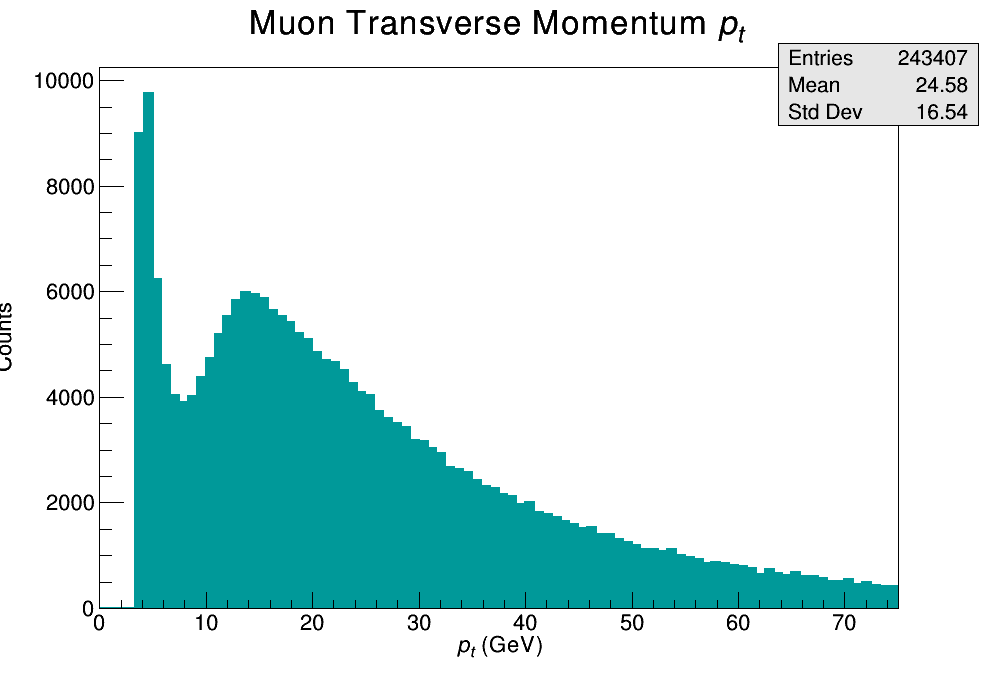 Muon Transverse Momentum pt
Entries 243407
Mean 24.58
Std Dev 16.54
10000
8000
6000
4000
2000
0
Counts
0 10 20 30 40 50 60 70
pt (GeV)